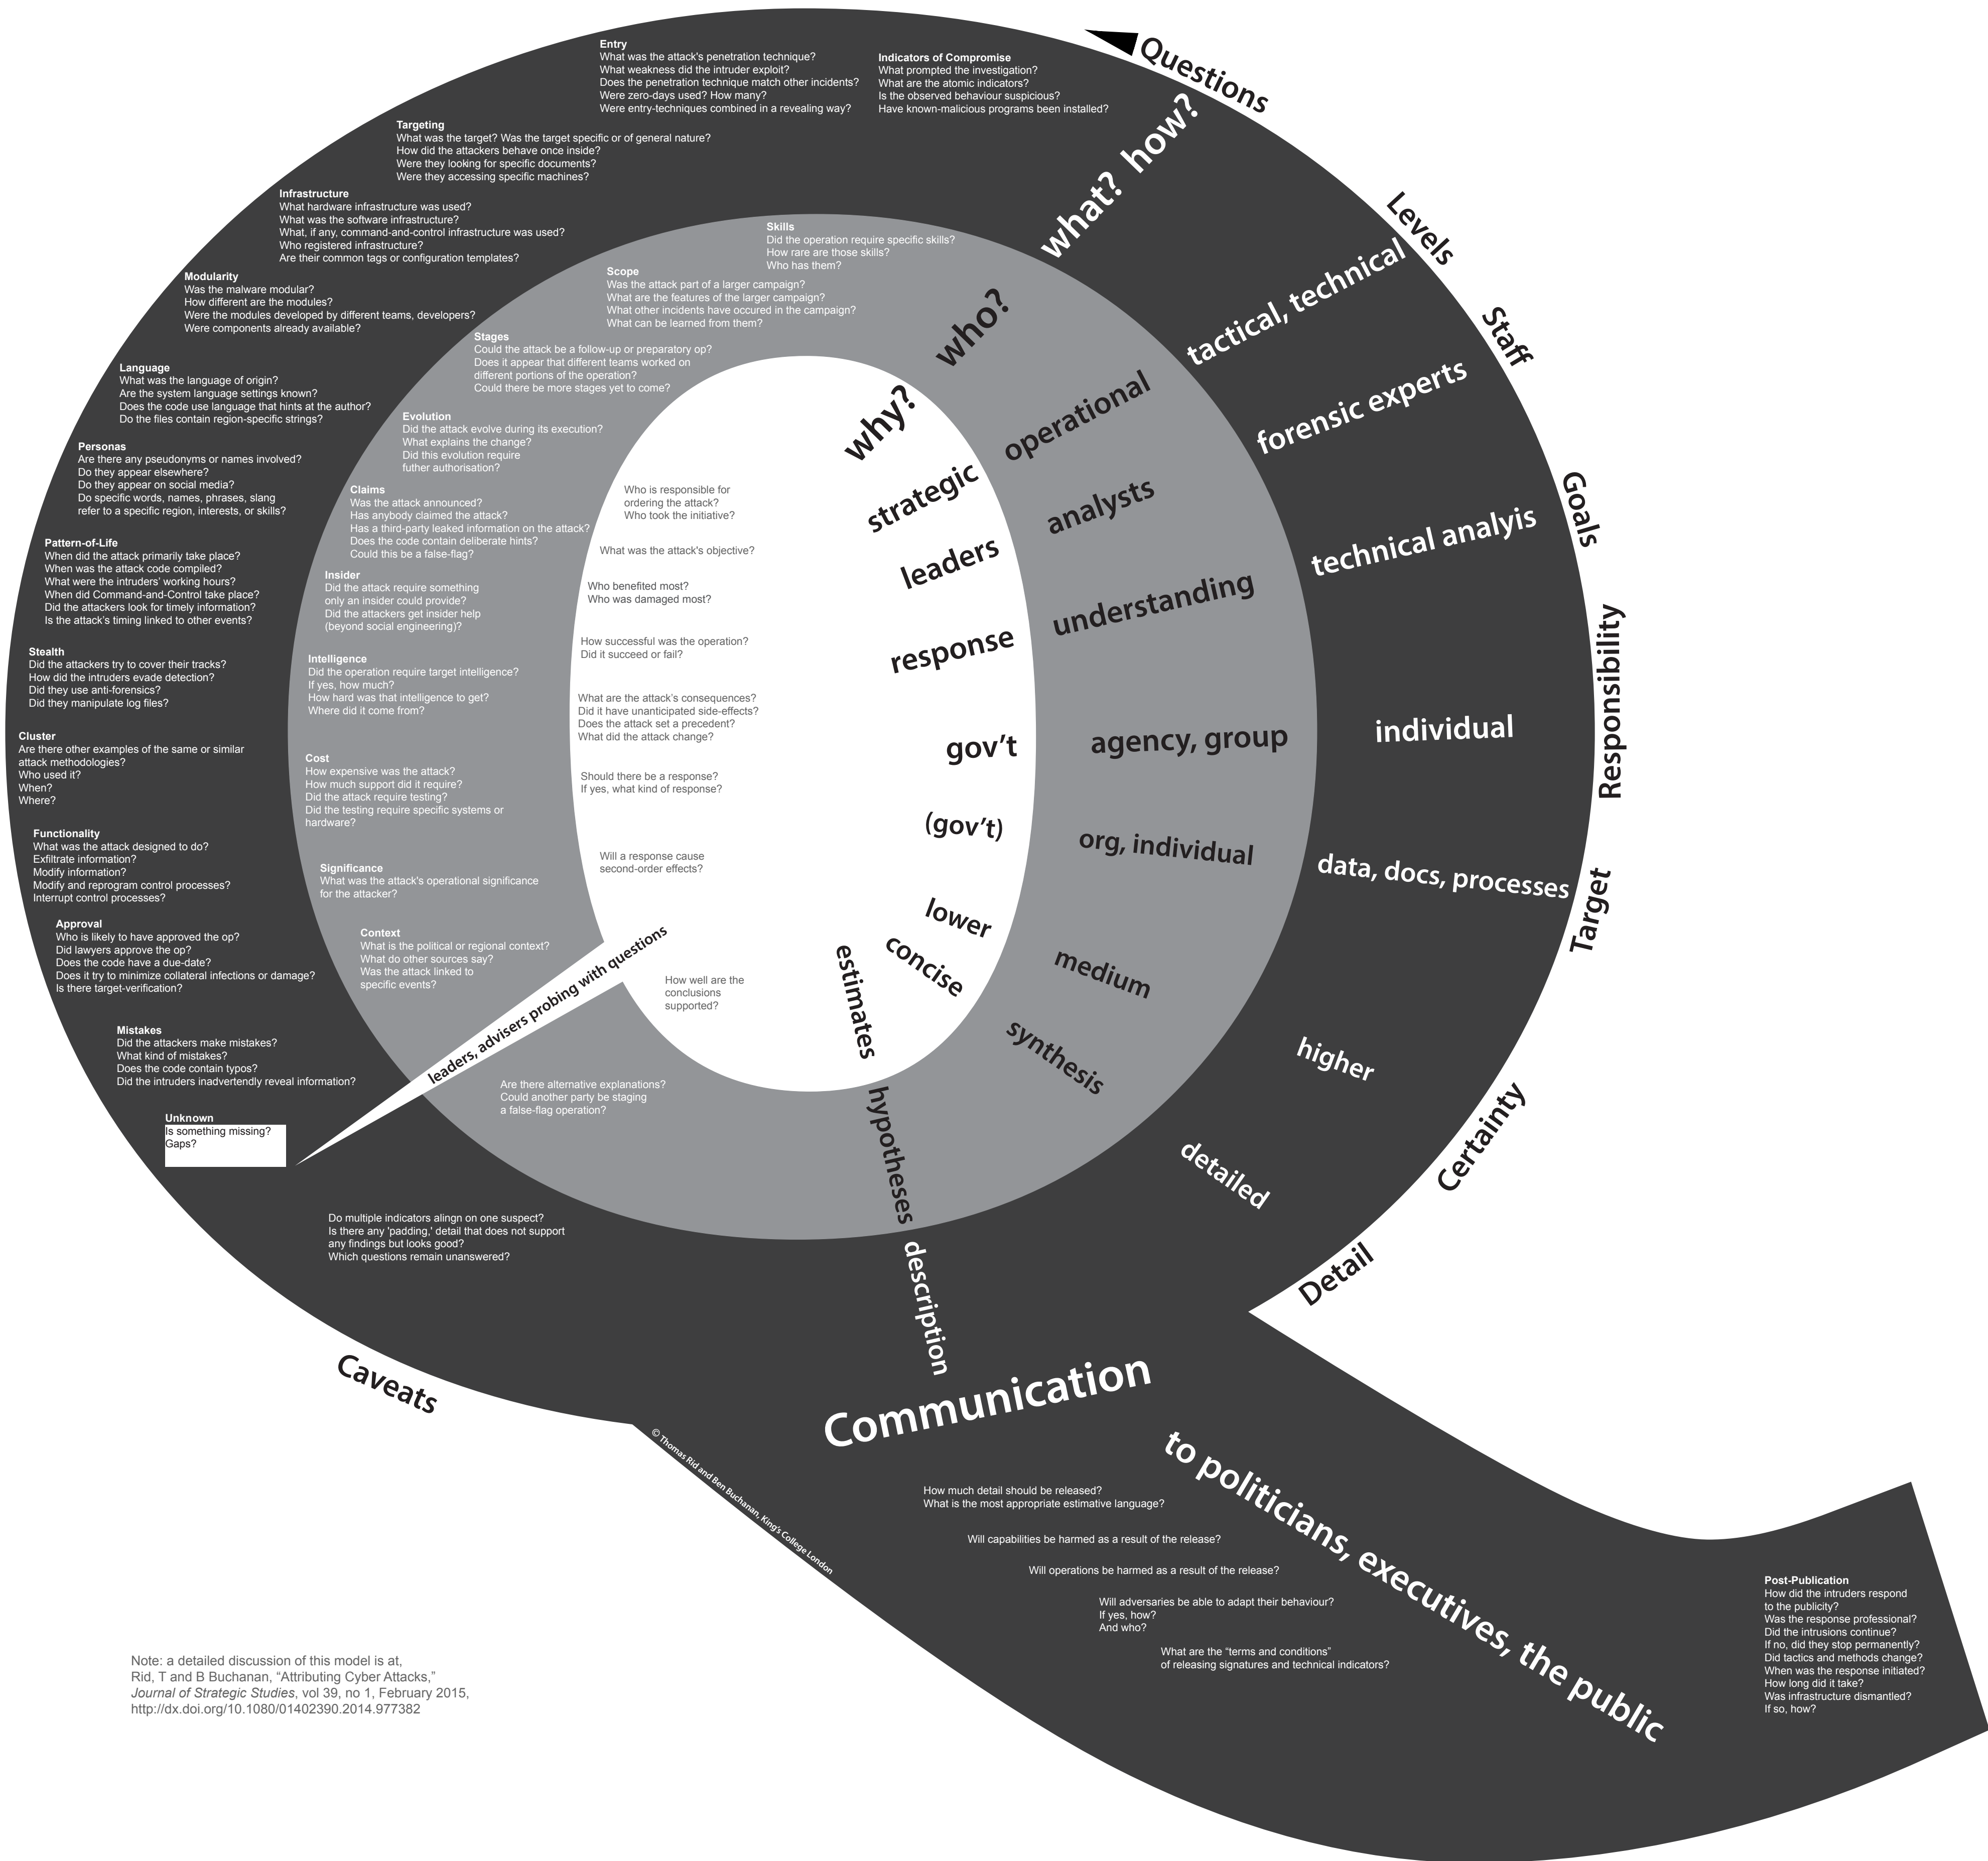 Questions
Levels
Staff
Goals
Responsibility
Target
Certainty
Detail
Caveats
what? how?
tactical, technical
forensic experts
technical analyis
individual
data, docs, processes
higher
detailed
description
who?
operational
analysts
understanding
agency, group
org, individual
medium
synthesis
hypotheses
why?
strategic
leaders
response
gov't
(gov't)
lower
concise
estimates
Indicators of Compromise
What prompted the investigation?
What are the atomic indicators?
Is the observed behaviour suspicious?
Have known-malicious programs been installed?
Entry
What was the attack's penetration technique?
What weakness did the intruder exploit?
Does the penetration technique match other incidents?
Were zero-days used? How many?
Were entry-techniques combined in a revealing way?
Targeting
What was the target? Was the target specific or of general nature?
How did the attackers behave once inside?
Were they looking for specific documents?
Were they accessing specific machines?
Infrastructure
What hardware infrastructure was used?
What was the software infrastructure?
What, if any, command-and-control infrastructure was used?
Who registered infrastructure?
Are their common tags or configuration templates?
Modularity
Was the malware modular?
How different are the modules?
Were the modules developed by different teams, developers?
Were components already available?
Language
What was the language of origin?
Are the system language settings known?
Does the code use language that hints at the author?
Do the files contain region-specific strings?
Personas
Are there any pseudonyms or names involved?
Do they appear elsewhere?
Do they appear on social media?
Do specific words, names, phrases, slang
refer to a specific region, interests, or skills?
Pattern-of-Life
When did the attack primarily take place?
When was the attack code compiled?
What were the intruders' working hours?
When did Command-and-Control take place?
Did the attackers look for timely information?
Is the attack's timing linked to other events?
Stealth
Did the attackers try to cover their tracks?
How did the intruders evade detection?
Did they use anti-forensics?
Did they manipulate log files?
Cluster
Are there other examples of the same or similar
attack methodologies?
Who used it?
When?
Where?
Functionality
What was the attack designed to do?
Exfiltrate information?
Modify information?
Modify and reprogram control processes?
Interrupt control processes?
Approval
Who is likely to have approved the op?
Did lawyers approve the op?
Does the code have a due-date?
Does it try to minimize collateral infections or damage?
Is there target-verification?
Mistakes
Did the attackers make mistakes?
What kind of mistakes?
Does the code contain typos?
Did the intruders inadvertendly reveal information?
Unknown
Is something missing?
Gaps?
Do multiple indicators alingn on one suspect?
Is there any 'padding,' detail that does not support
any findings but looks good?
Which questions remain unanswered?
Skills
Did the operation require specific skills?
How rare are those skills?
Who has them?
Scope
Was the attack part of a larger campaign?
What are the features of the larger campaign?
What other incidents have occured in the campaign?
What can be learned from them?
Stages
Could the attack be a follow-up or preparatory op?
Does it appear that different teams worked on
different portions of the operation?
Could there be more stages yet to come?
Evolution
Did the attack evolve during its execution?
What explains the change?
Did this evolution require
futher authorisation?
Claims
Was the attack announced?
Has anybody claimed the attack?
Has a third-party leaked information on the attack?
Does the code contain deliberate hints?
Could this be a false-flag?
Insider
Did the attack require something
only an insider could provide?
Did the attackers get insider help
(beyond social engineering)?
Intelligence
Did the operation require target intelligence?
If yes, how much?
How hard was that intelligence to get?
Where did it come from?
Cost
How expensive was the attack?
How much support did it require?
Did the attack require testing?
Did the testing require specific systems or
hardware?
Significance
What was the attack's operational significance
for the attacker?
Context
What is the political or regional context?
What do other sources say?
Was the attack linked to
specific events?
leaders, advisers probing with questions
Are there alternative explanations?
Could another party be staging
a false-flag operation?
Who is responsible for
ordering the attack?
Who took the initiative?
What was the attack's objective?
Who benefited most?
Who was damaged most?
How successful was the operation?
Did it succeed or fail?
What are the attack's consequences?
Did it have unanticipated side-effects?
Does the attack set a precedent?
What did the attack change?
Should there be a response?
If yes, what kind of response?
Will a response cause
second-order effects?
How well are the
conclusions
supported?
Communication
to politicians, executives, the public
© Thomas Rid and Ben Buchanan, King's College London
How much detail should be released?
What is the most appropriate estimative language?
Will capabilities be harmed as a result of the release?
Will operations be harmed as a result of the release?
Will adversaries be able to adapt their behaviour?
If yes, how?
And who?
What are the “terms and conditions”
of releasing signatures and technical indicators?
Post-Publication
How did the intruders respond
to the publicity?
Was the response professional?
Did the intrusions continue?
If no, did they stop permanently?
Did tactics and methods change?
When was the response initiated?
How long did it take?
Was infrastructure dismantled?
If so, how?
Note: a detailed discussion of this model is at,
Rid, T and B Buchanan, “Attributing Cyber Attacks,”
Journal of Strategic Studies, vol 39, no 1, February 2015,
http://dx.doi.org/10.1080/01402390.2014.977382